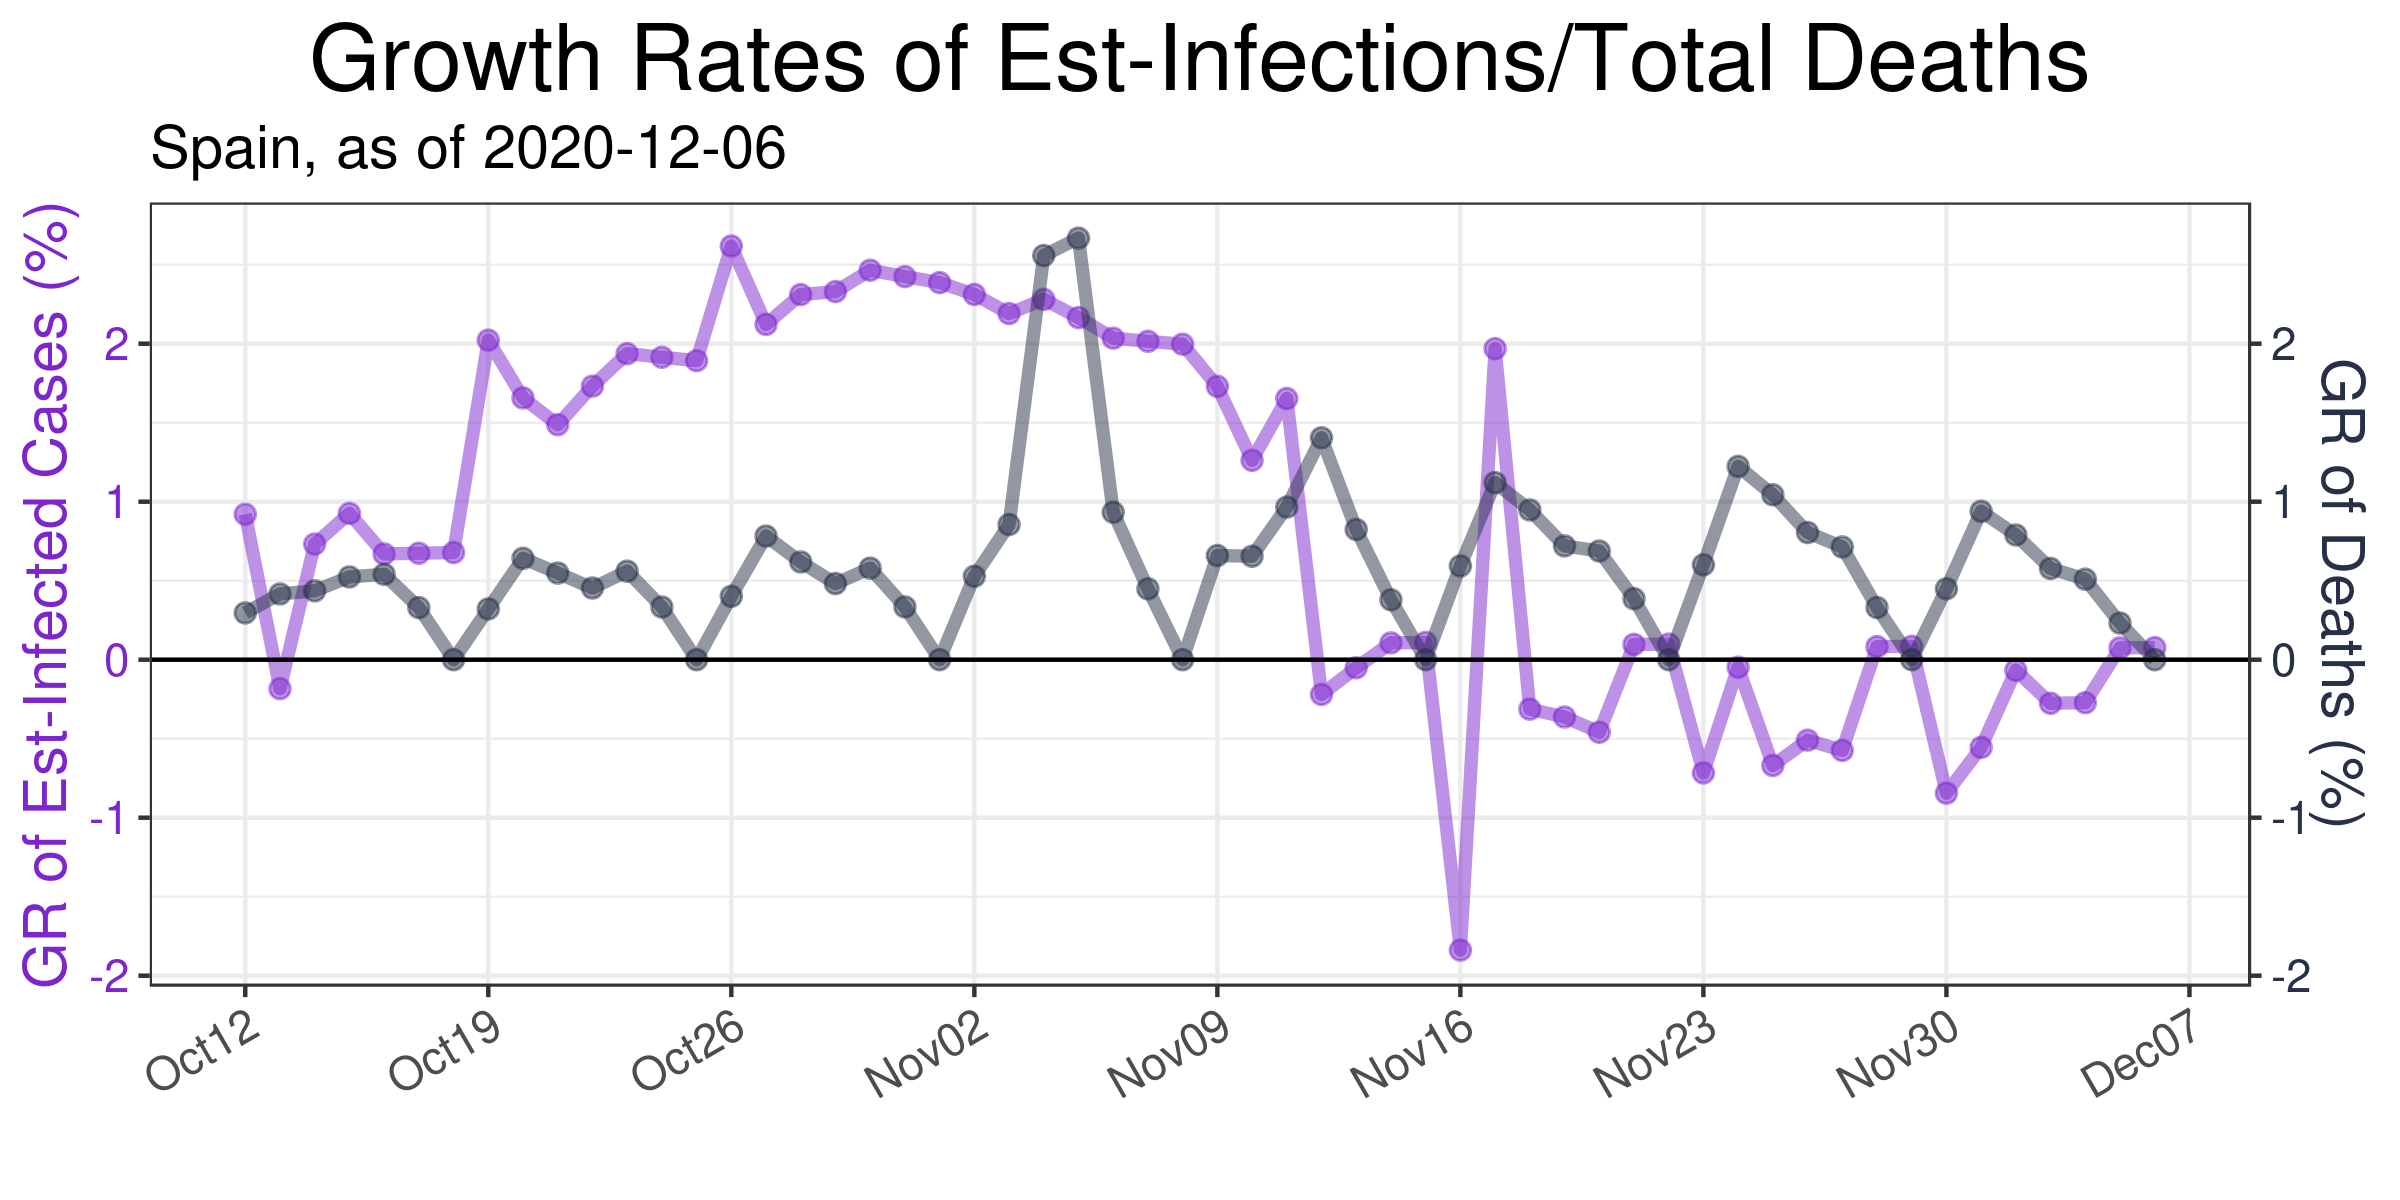 Growth Rates of Est-Infections/Total Deaths
Spain, as of 2020-12-06
GR of Est-Infected Cases (%)
2
1
0
-1
-2
2
1
0
-1
-2
GR of Deaths (%)
Oct12
Oct19
Oct26
Nov02
Nov09
Nov16
Nov23
Nov30
Dec07